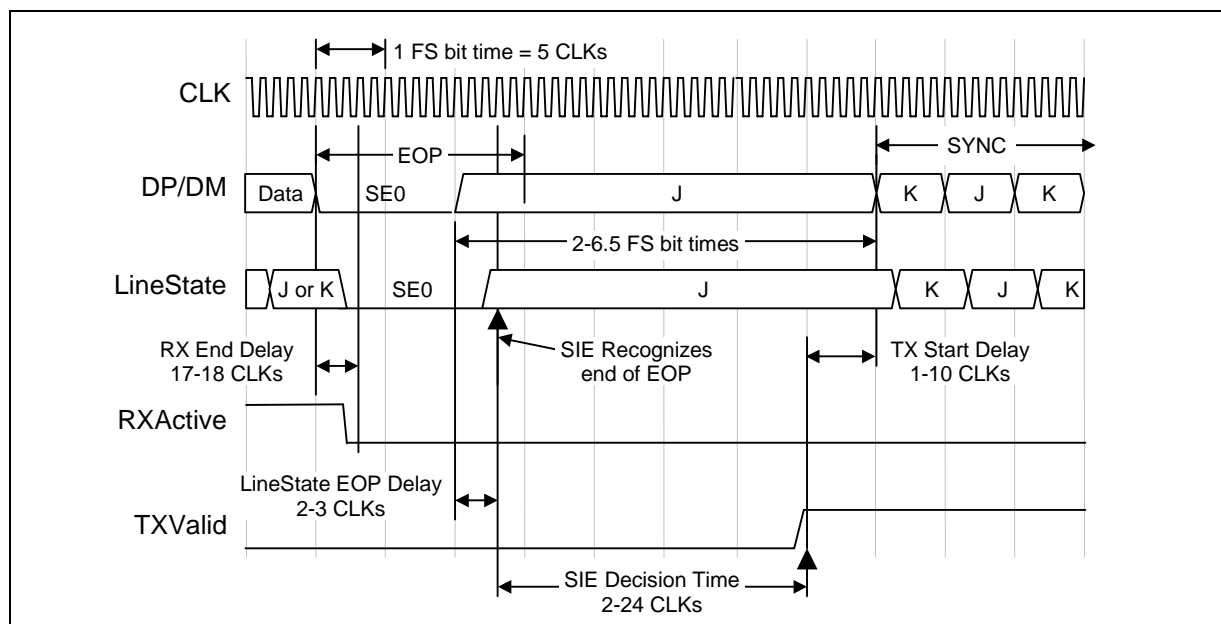 1 FS bit time = 5 CLKs
CLK
EOP
SYNC
DP/DM
Data
SE0
J
K
J
K
2-6.5 FS bit times
LineState
J or K
SE0
J
K
J
K
RX End Delay
17-18 CLKs
SIE Recognizes
end of EOP
TX Start Delay
1-10 CLKs
RXActive
LineState EOP Delay
2-3 CLKs
TXValid
SIE Decision Time
2-24 CLKs